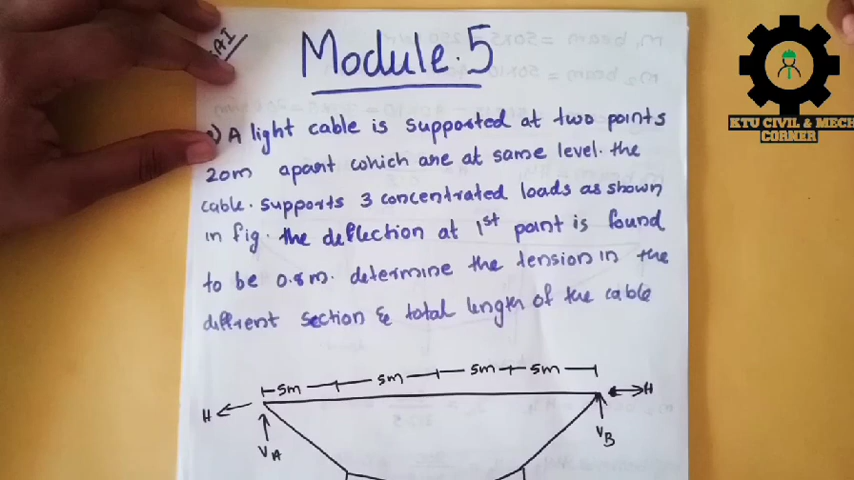 Module.5
A light cable is supported at two points
20m apart which are at same level. the
cable. supports 3 concentrated loads as shown
in fig. the deflection at 1st point is found
to be 0.8m. determine the tension in the
different section & total length of the cable
5m 5m 5m 5m
H H
VA VB
KTU CIVIL & MECH
CORNER